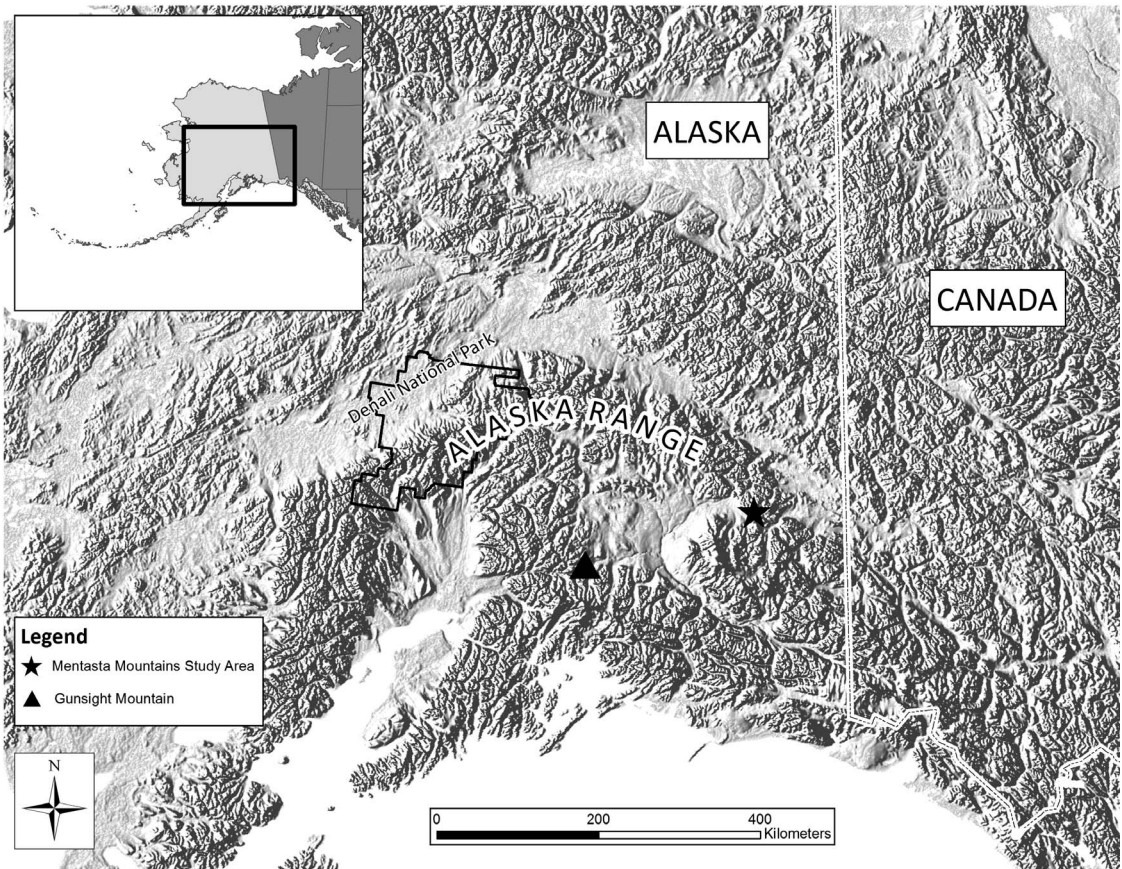 ALASKA
CANADA
Denali National Park
ALASKA RANGE
Legend
Mentasta Mountains Study Area
Gunsight Mountain
N
0 200 400
Kilometers